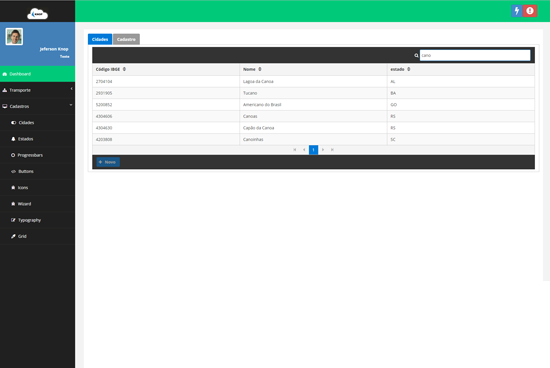 Jeferson Knop
Teste
Dashboard
Transporte
Cadastros
Cidades
Estados
Progressbars
Buttons
Icons
Wizard
Typography
Grid
Cidades Cadastro
cano
Código IBGE Nome estado
2704104 Lagoa da Canoa AL
2931905 Tucano BA
5200852 Americano do Brasil GO
4304606 Canoas RS
4304630 Capão da Canoa RS
4203808 Canoinhas SC
1
+ Novo